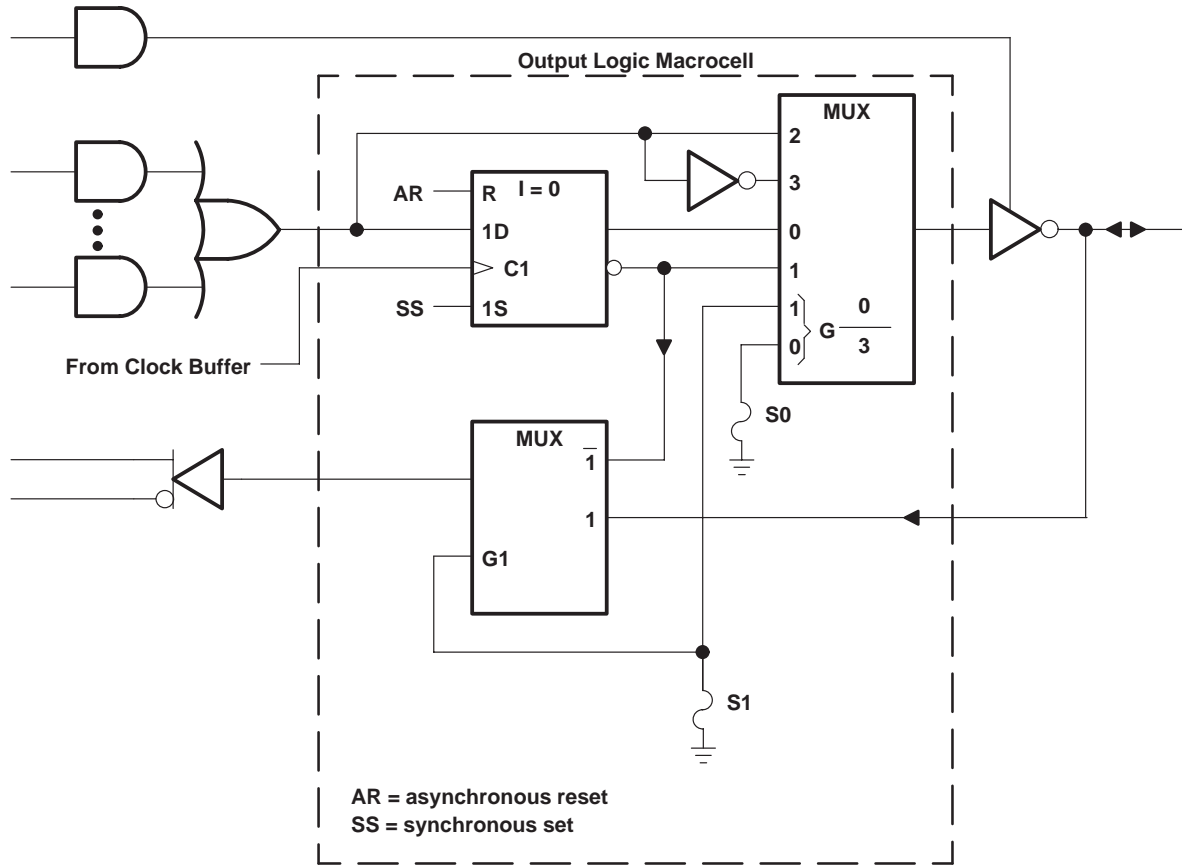 Output Logic Macrocell
MUX
2
3
0
1
1
0
G 0
3
AR
R
I = 0
1D
C1
SS
1S
From Clock Buffer
S0
MUX
1̅
1
G1
S1
AR = asynchronous reset
SS = synchronous set